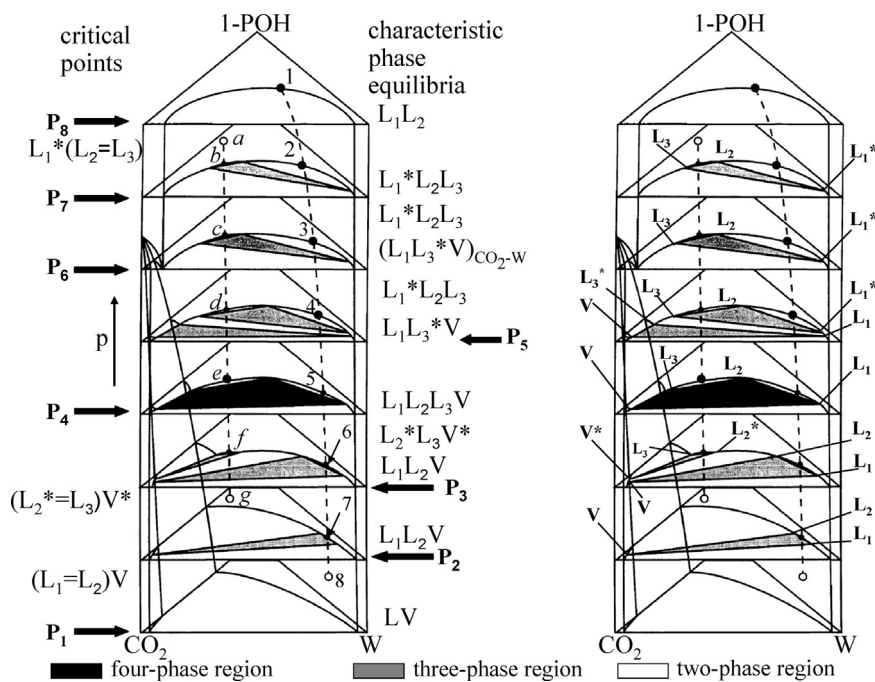 critical
points
1-POH
characteristic
phase
equilibria
1-POH
P8
1
L1L2
L1*(L2=L3)
a
b
2
L3
L2
L1*
P7
L1*L2L3
L1*L2L3
c
3
L3
L2
L1*
P6
(L1L3*V)CO2-W
L1*L2L3
d
4
L3*
L3
L2
L1*
p
L1L3*V
P5
V
L1
e
5
V
L3
L2
L1
P4
L1L2L3V
L2*L3V*
f
6
V*
L3
L2*
L2
L1L2V
L1
P3
V
(L2*=L3)V*
g
7
L1L2V
V
L2
L1
P2
(L1=L2)V
8
P1
LV
CO2
W
CO2
W
four-phase region
three-phase region
two-phase region